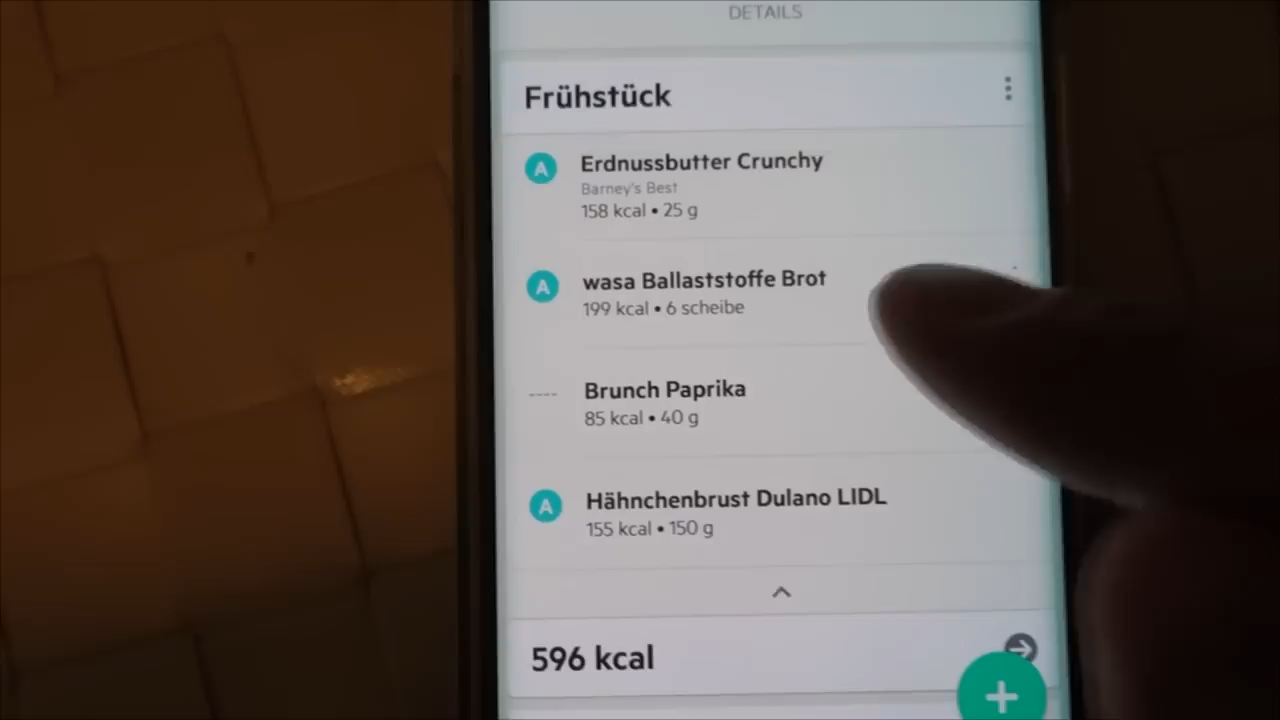 DETAILS
Frühstück
A
Erdnussbutter Crunchy
Barney's Best
158 kcal • 25 g
A
wasa Ballaststoffe Brot
199 kcal • 6 scheibe
Brunch Paprika
85 kcal • 40 g
A
Hähnchenbrust Dulano LIDL
155 kcal • 150 g
596 kcal